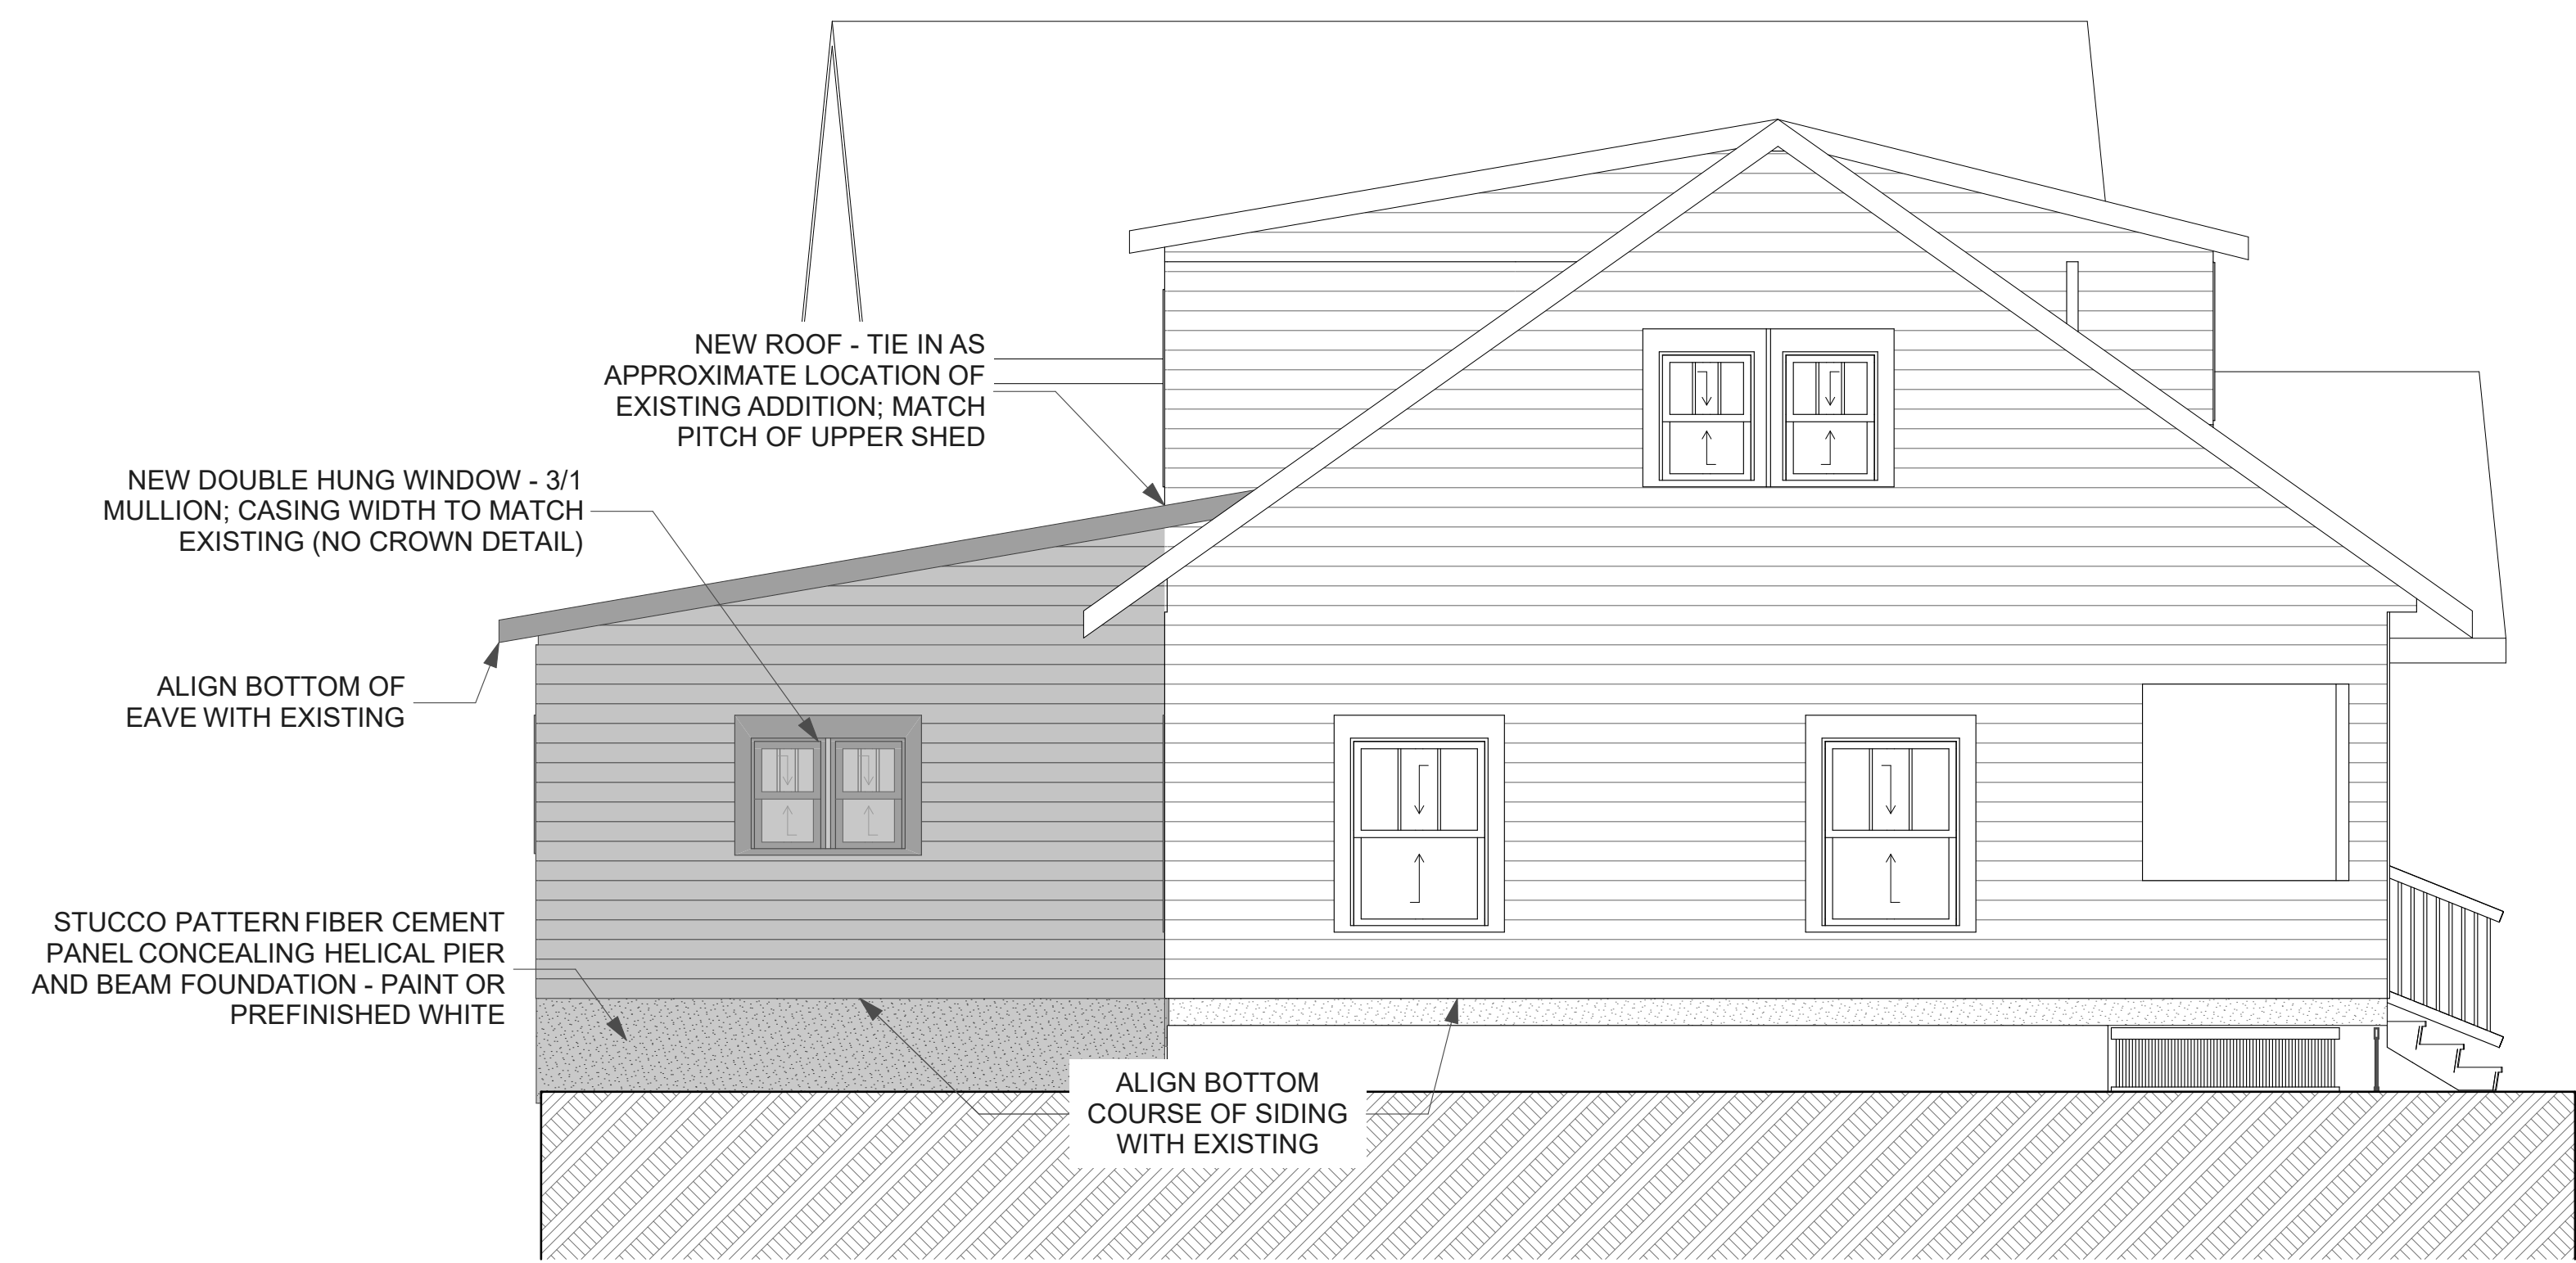 NEW ROOF - TIE IN AS
APPROXIMATE LOCATION OF
EXISTING ADDITION; MATCH
PITCH OF UPPER SHED
NEW DOUBLE HUNG WINDOW - 3/1
MULLION; CASING WIDTH TO MATCH
EXISTING (NO CROWN DETAIL)
ALIGN BOTTOM OF
EAVE WITH EXISTING
STUCCO PATTERN FIBER CEMENT
PANEL CONCEALING HELICAL PIER
AND BEAM FOUNDATION - PAINT OR
PREFINISHED WHITE
ALIGN BOTTOM
COURSE OF SIDING
WITH EXISTING